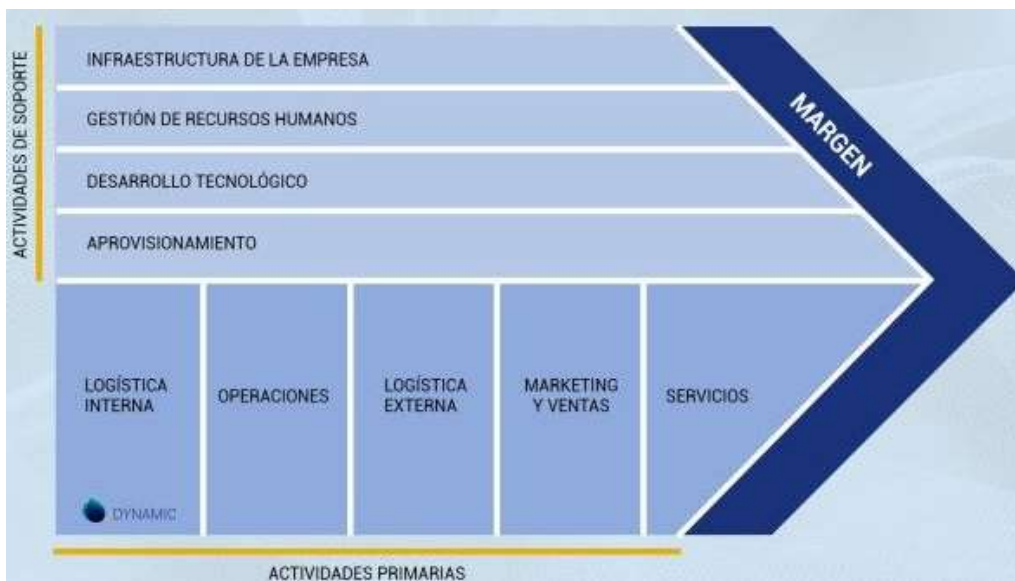 ACTIVIDADES DE SOPORTE
INFRAESTRUCTURA DE LA EMPRESA
GESTIÓN DE RECURSOS HUMANOS
DESARROLLO TECNOLÓGICO
APROVISIONAMIENTO
MARGEN
LOGÍSTICA
INTERNA
OPERACIONES
LOGÍSTICA
EXTERNA
MARKETING
Y VENTAS
SERVICIOS
DYNAMIC
ACTIVIDADES PRIMARIAS